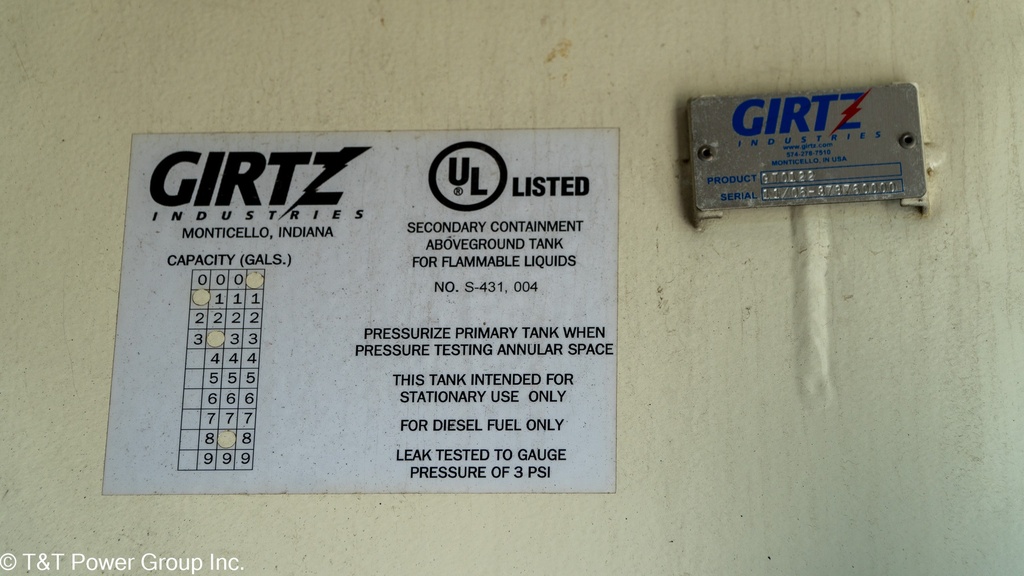 GIRTZ
INDUSTRIES
MONTICELLO, INDIANA
CAPACITY (GALS.)
0 0 0
1 1 1
2 2 2 2
3 3 3
4 4 4
5 5 5
6 6 6
7 7 7
8 8
9 9 9
UL® LISTED
SECONDARY CONTAINMENT
ABOVEGROUND TANK
FOR FLAMMABLE LIQUIDS
NO. S-431, 004
PRESSURIZE PRIMARY TANK WHEN
PRESSURE TESTING ANNULAR SPACE
THIS TANK INTENDED FOR
STATIONARY USE ONLY
FOR DIESEL FUEL ONLY
LEAK TESTED TO GAUGE
PRESSURE OF 3 PSI
GIRTZ
INDUSTRIES
www.girtz.com
MONTICELLO, IN USA
PRODUCT
SERIAL
© T&T Power Group Inc.